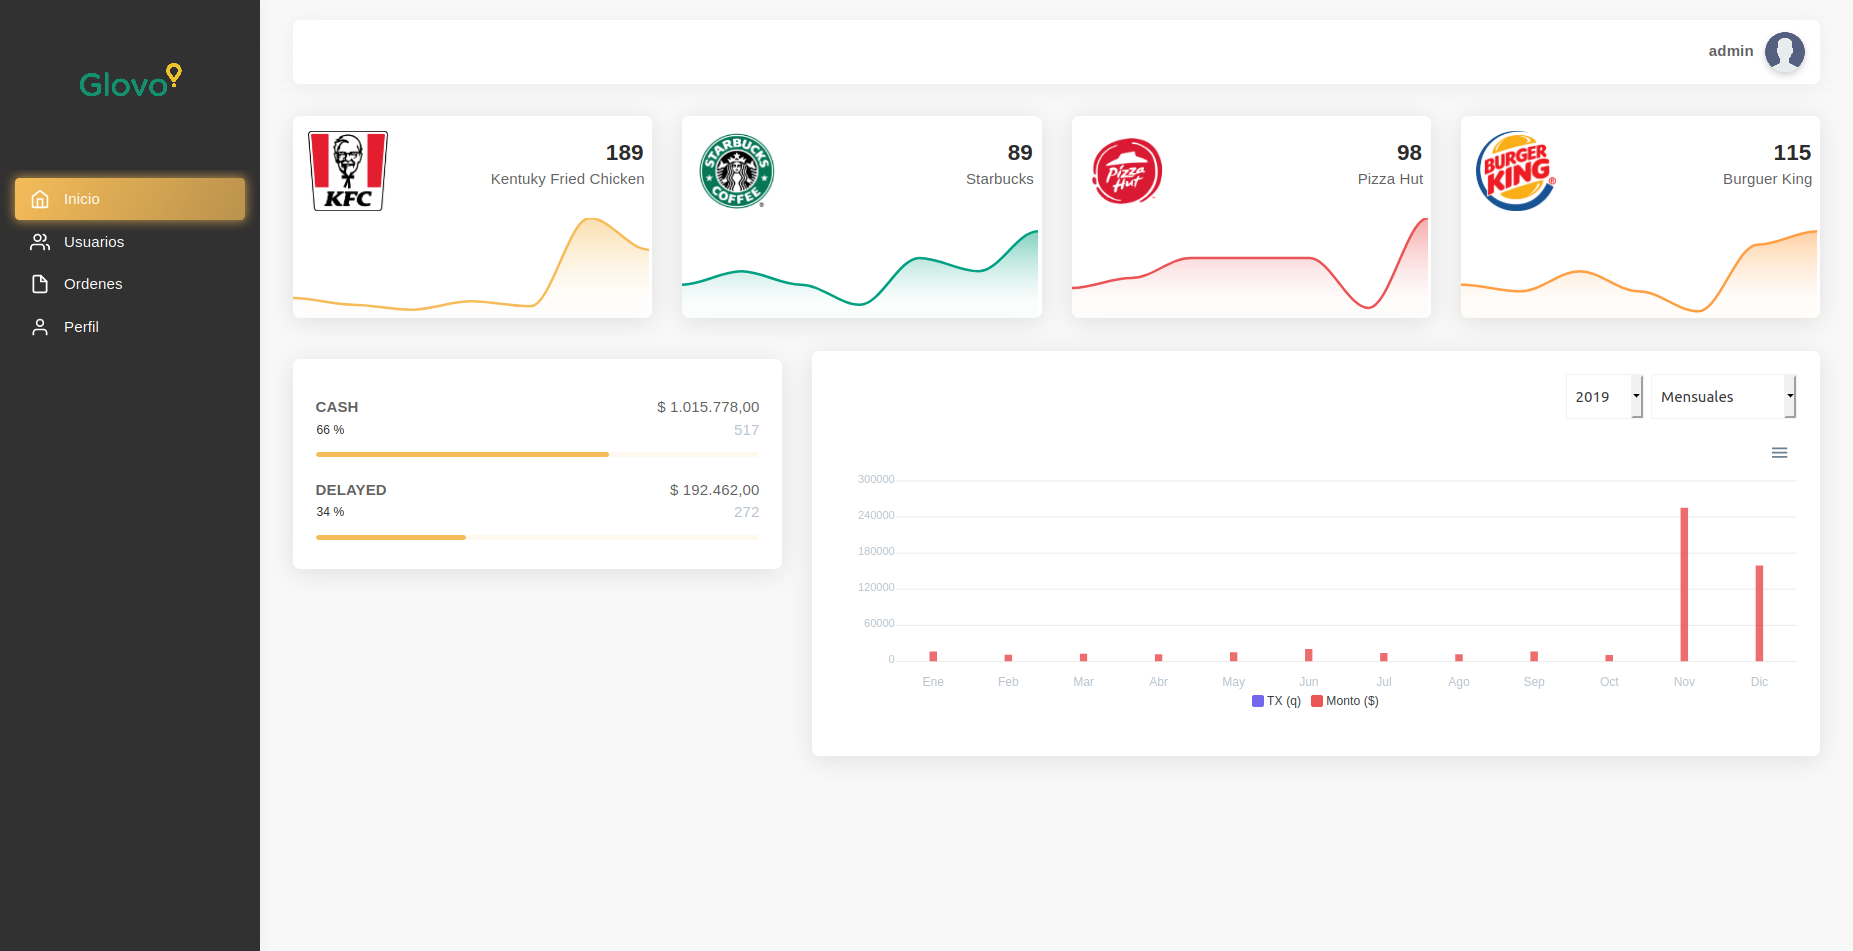 Glovo
Inicio
Usuarios
Ordenes
Perfil
admin
KFC
189
Kentuky Fried Chicken
STARBUCKS
COFFEE
89
Starbucks
Pizza
Hut
98
Pizza Hut
BURGER
KING
®
115
Burguer King
CASH
$ 1.015.778,00
66 %
517
DELAYED
$ 192.462,00
34 %
272
2019
Mensuales
300000
240000
180000
120000
60000
0
Ene Feb Mar Abr May Jun Jul Ago Sep Oct Nov Dic
TX (q) Monto ($)